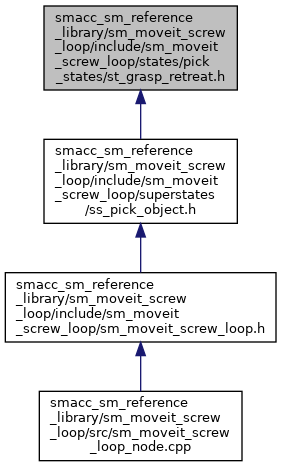 smacc_sm_reference
_library/sm_moveit_screw
_loop/include/sm_moveit
_screw_loop/states/pick
_states/st_grasp_retreat.h
smacc_sm_reference
_library/sm_moveit_screw
_loop/include/sm_moveit
_screw_loop/superstates
/ss_pick_object.h
smacc_sm_reference
_library/sm_moveit_screw
_loop/include/sm_moveit
_screw_loop/sm_moveit_screw_loop.h
smacc_sm_reference
_library/sm_moveit_screw
_loop/src/sm_moveit_screw
_loop_node.cpp